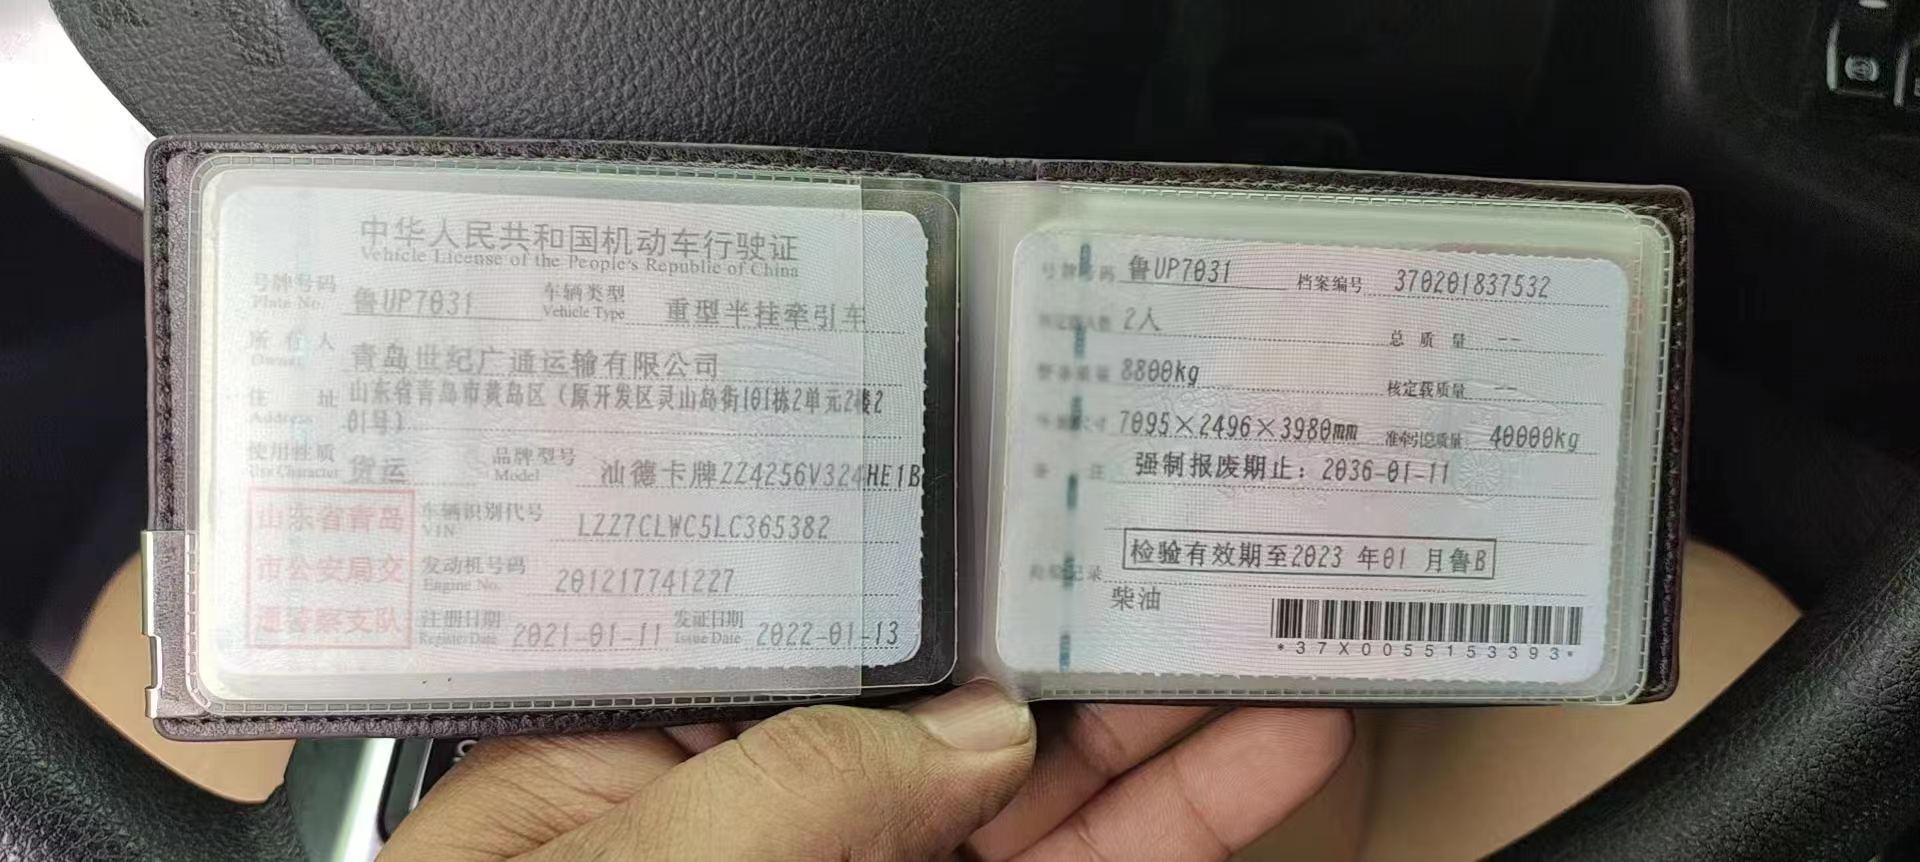 中华人民共和国机动车行驶证
Vehicle License of the People's Republic of China
号牌号码 鲁UP7031 车辆类型 重型半挂牵引车
Plate No. Vehicle Type
所有人 青岛世纪广通运输有限公司
Owner
住址 山东省青岛市黄岛区（原开发区灵山岛街101栋2单元2楼2
Address 01号）
使用性质 货运 品牌型号 汕德卡牌ZZ4256V324HE1B
Use Character Model
山东省青岛
市公安局交
通警察支队
车辆识别代号 LZZ7CLWC5LC365382
VIN
发动机号码 201217741227
Engine No.
注册日期 2021-01-11 发证日期 2022-01-13
Register Date Issue Date
号牌号码 鲁UP7031 档案编号 370201837532
2人 总质量 --
8800kg 核定载质量 --
7095×2496×3980mm 准牵引总质量 40000kg
备注 强制报废期止：2036-01-11
检验有效期至2023 年01 月鲁B
记录
柴油
*37X0055153393*